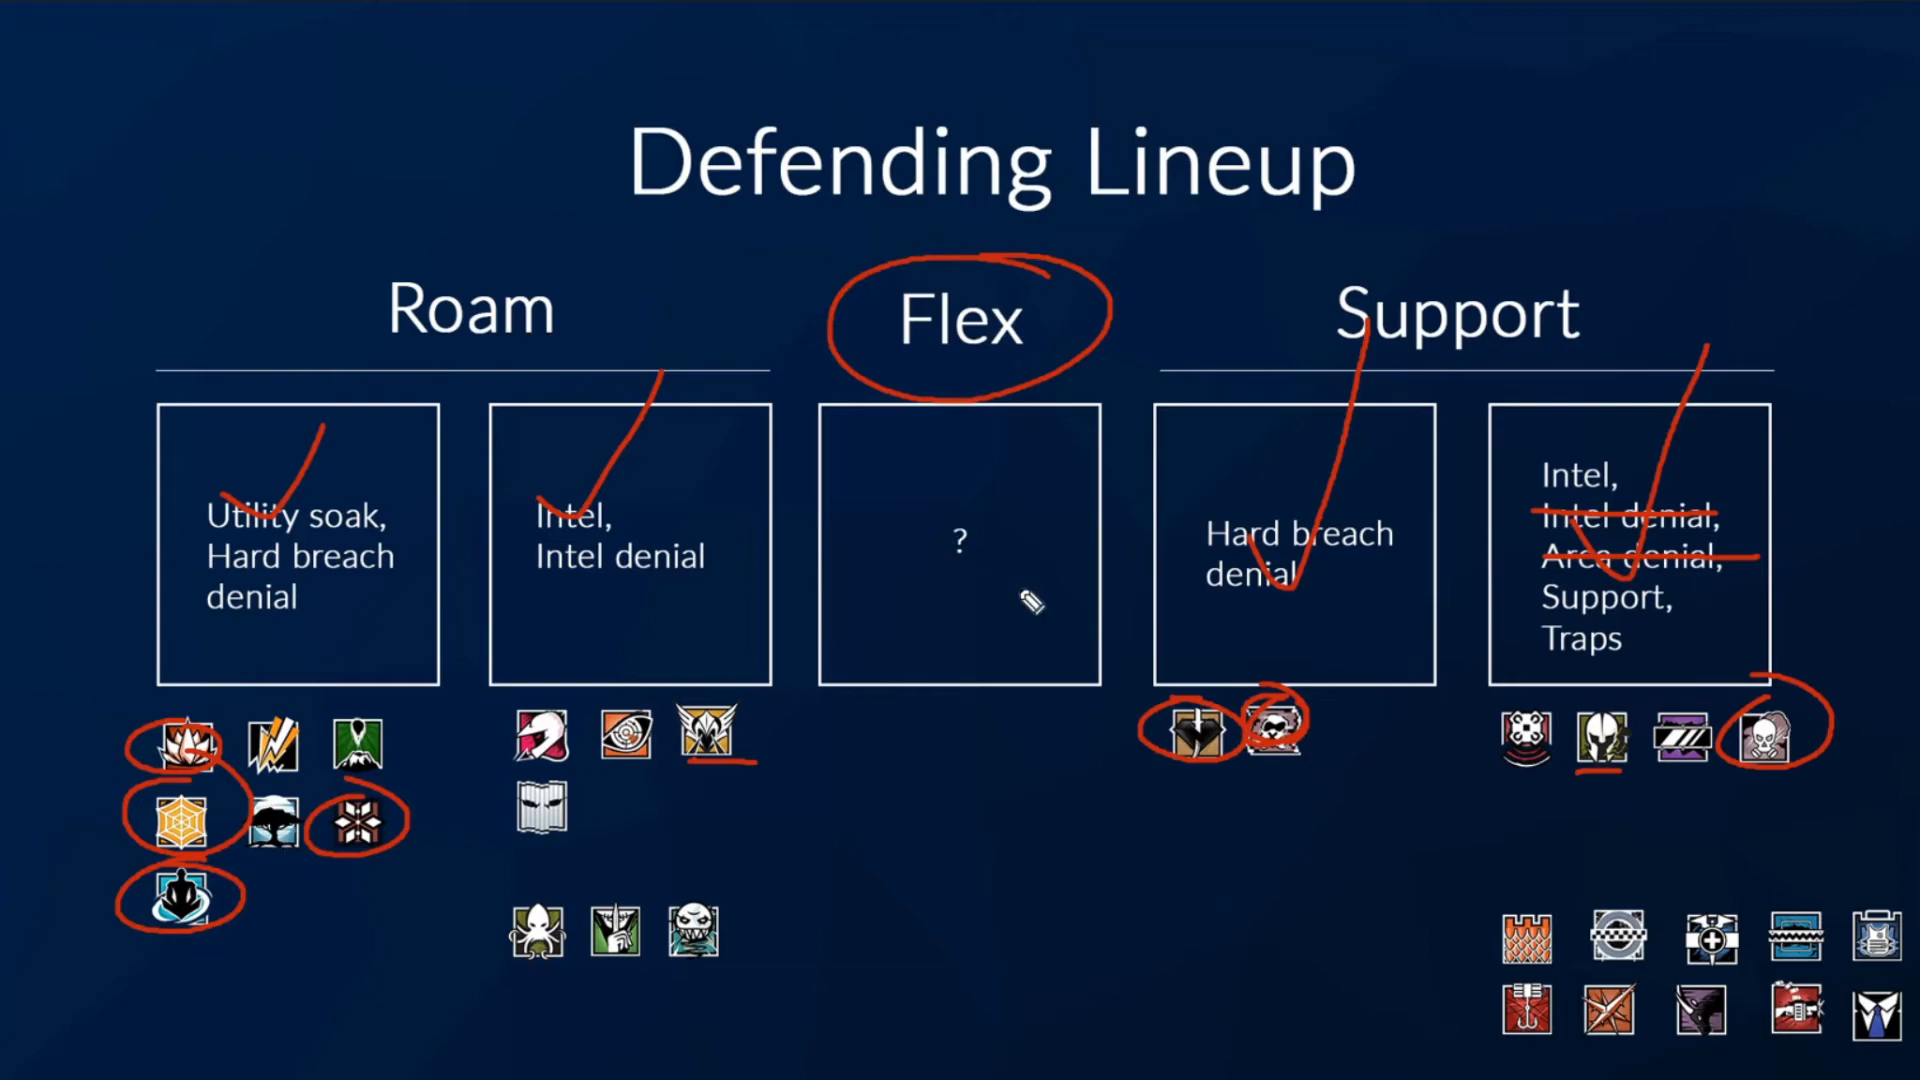 Defending Lineup
Roam
Flex
Support
Utility soak,
Hard breach
denial
Intel,
Intel denial
?
Hard breach
denial
Intel,
Intel denial,
Area denial,
Support,
Traps